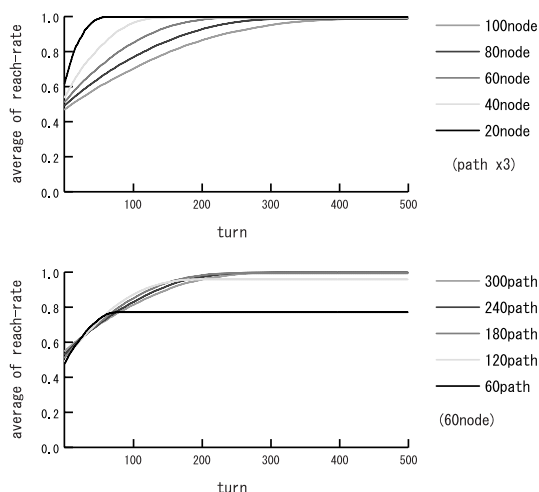 average of reach-rate
1.0
0.8
0.6
0.4
0.2
0.0
100
200
300
400
500
turn
100node
80node
60node
40node
20node
(path x3)
average of reach-rate
1.0
0.8
0.6
0.4
0.2
0.0
100
200
300
400
500
turn
300path
240path
180path
120path
60path
(60node)